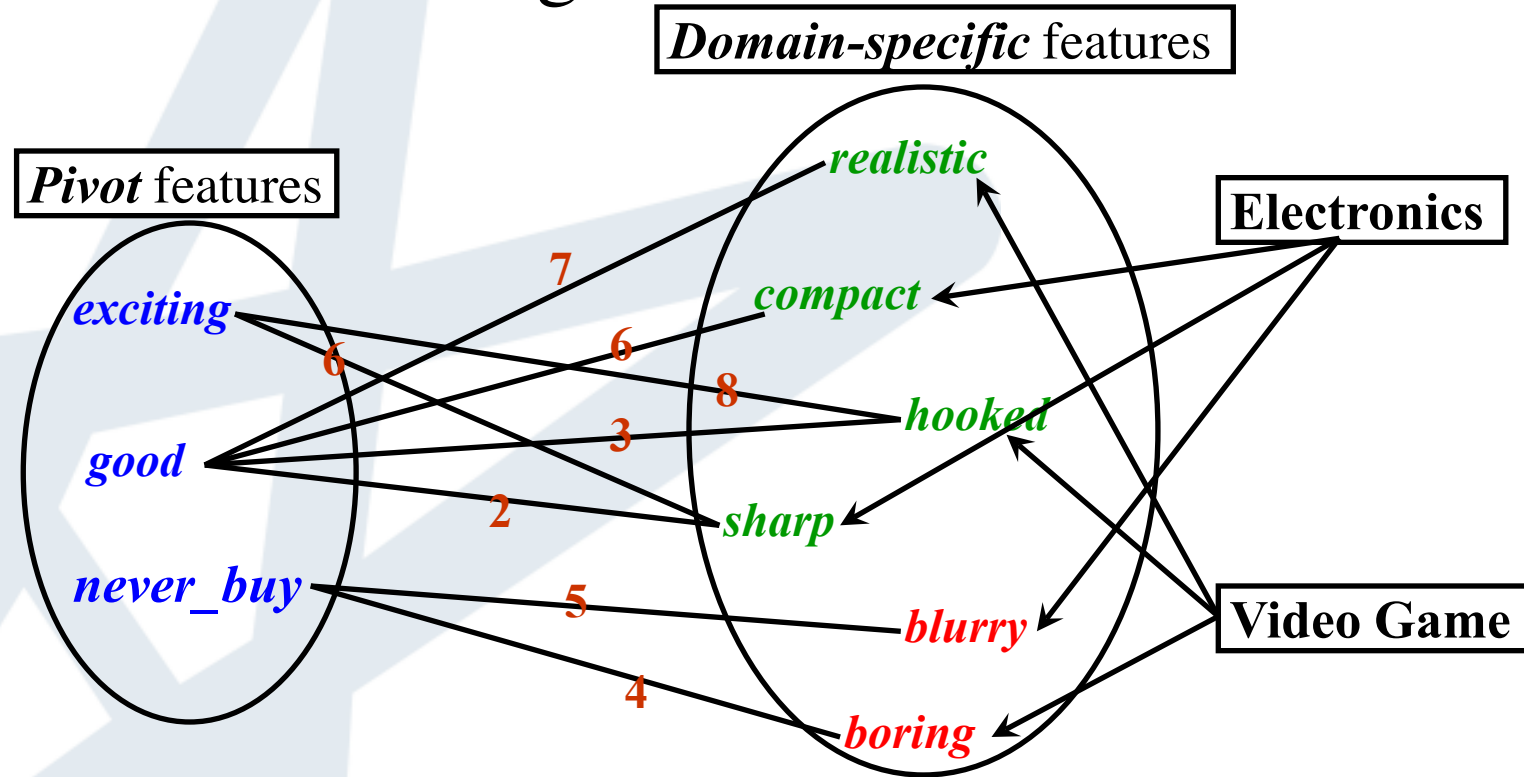 g
Domain-specific features
Pivot features
realistic
Electronics
7
compact
exciting
6
6
8
hooked
3
good
2
sharp
never_buy
5
blurry
Video Game
4
boring